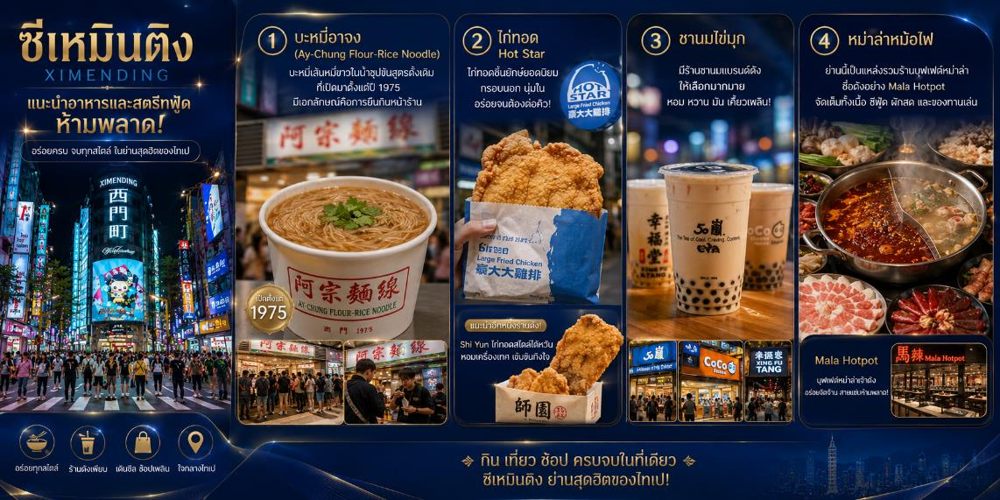 ซีเหมินติง
XIMENDING
แนะนำอาหารและสตรีทฟู้ด
ห้ามพลาด!
อร่อยครบ จบทุกสไตล์ ในย่านสุดฮิตของไทเป
XIMENDING
西門町
อร่อยทุกสไตล์
ร้านดังเพียบ
เดินชิล ช้อปเพลิน
ใจกลางไทเป
1
บะหมี่อาจง
(Ay-Chung Flour-Rice Noodle)
บะหมี่เส้นหมี่ขาวในน้ำซุปข้นสูตรดั้งเดิม
ที่เปิดมาตั้งแต่ปี 1975
มีเอกลักษณ์คือการยืนกินหน้าร้าน
阿宗麵線
阿宗麵線
AY-CHUNG FLOUR-RICE NOODLE
西門 1975
เปิดตั้งแต่
1975
阿宗麵線
阿宗麵線
2
ไก่ทอด
Hot Star
ไก่ทอดชิ้นยักษ์ยอดนิยม
กรอบนอก นุ่มใน
อร่อยจนต้องต่อคิว!
HOT
STAR
Large Fried Chicken
豪大大雞排
Large Fried Chicken
豪大大雞排
แนะนำอีกหนึ่งร้านดัง!
Shi Yun ไก่ทอดสไตล์ไต้หวัน
หอมเครื่องเทศ เข้มข้นถึงใจ
師園
3
ชานมไข่มุก
มีร้านชานมแบรนด์ดัง
ให้เลือกมากมาย
หอม หวาน มัน เคี้ยวเพลิน!
幸福堂
50嵐
The Tea of Cool, Craving, Content.
CoCo
50嵐
CoCo
幸福堂
XING FU
TANG
4
หม่าล่าหม้อไฟ
ย่านนี้เป็นแหล่งรวมร้านบุฟเฟต์หม่าล่า
ชื่อดังอย่าง Mala Hotpot
จัดเต็มทั้งเนื้อ ซีฟู้ด ผักสด และของทานเล่น
Mala Hotpot
บุฟเฟต์หม่าล่าเจ้าดัง
อร่อยจัดจ้าน สายแซ่บห้ามพลาด!
馬辣 Mala Hotpot
กิน เที่ยว ช้อป ครบจบในที่เดียว
ซีเหมินติง ย่านสุดฮิตของไทเป!